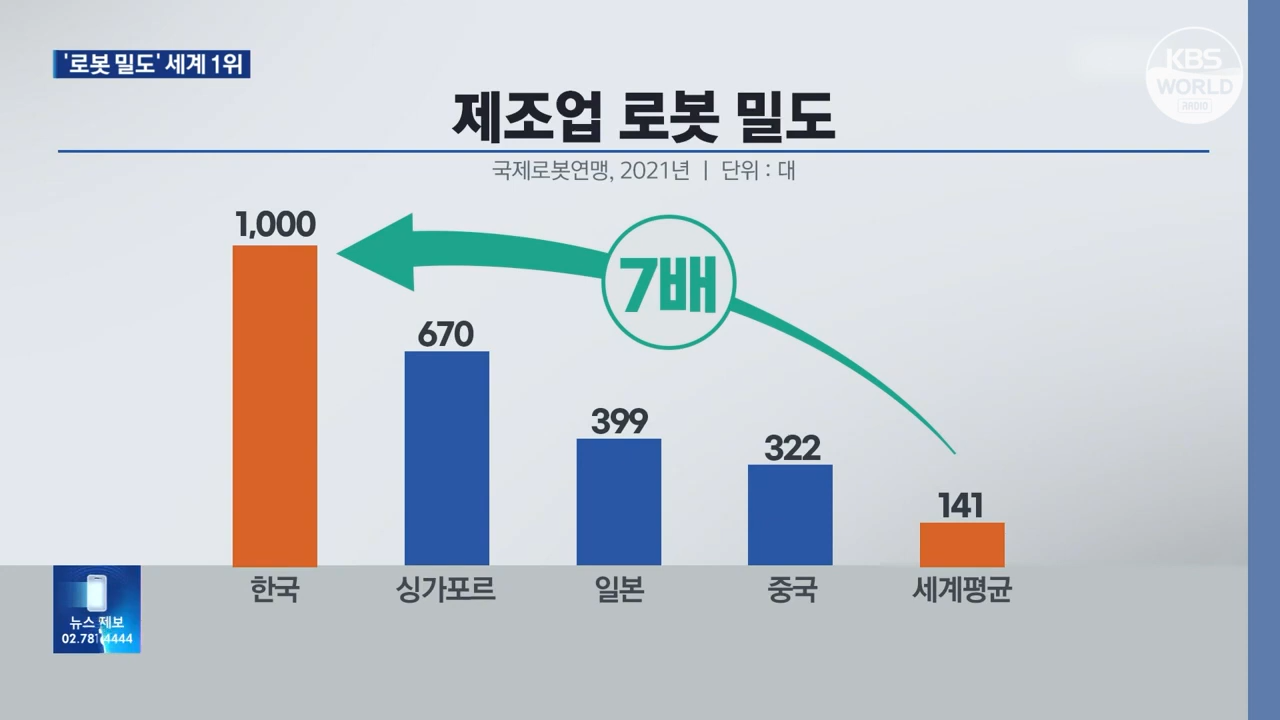 '로봇 밀도' 세계 1위
KBS
WORLD
RADIO
제조업 로봇 밀도
국제로봇연맹, 2021년 ㅣ 단위 : 대
1,000
670
399
322
141
7배
한국
싱가포르
일본
중국
세계평균
뉴스 제보
02.781.4444